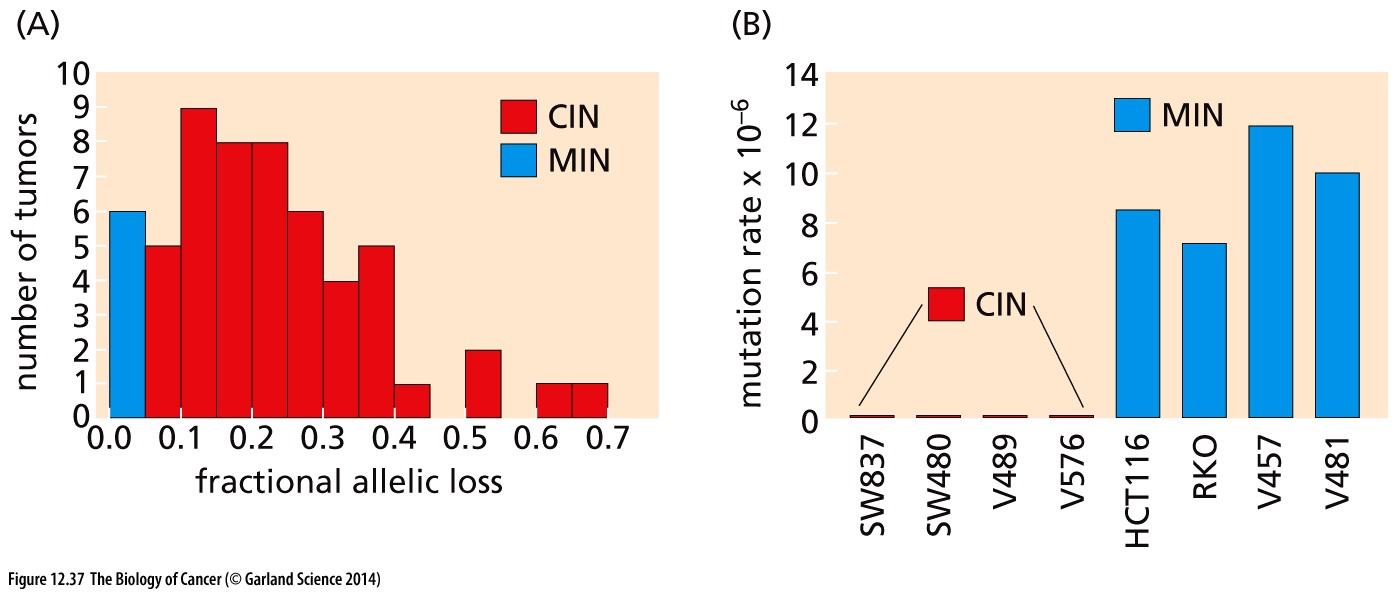 (A)
number of tumors
10
9
8
7
6
5
4
3
2
1
0
CIN
MIN
0.0 0.1 0.2 0.3 0.4 0.5 0.6 0.7
fractional allelic loss
(B)
mutation rate x 10⁻⁶
14
12
10
8
6
4
2
0
MIN
CIN
SW837
SW480
V489
V576
HCT116
RKO
V457
V481
Figure 12.37 The Biology of Cancer (© Garland Science 2014)